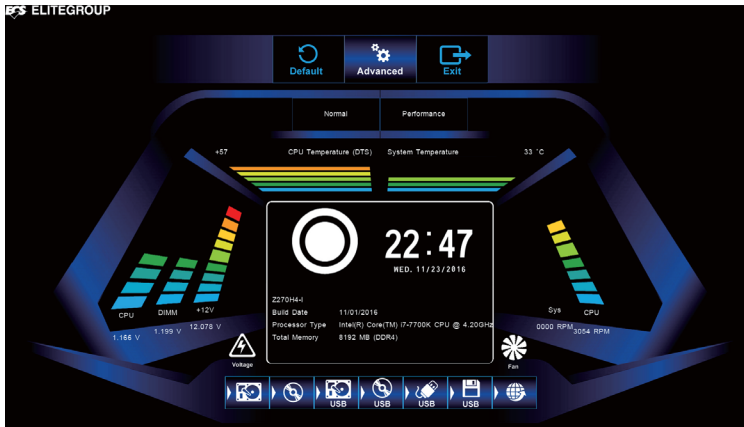 ECS ELITEGROUP
Default Advanced Exit
Normal Performance
+57 CPU Temperature (DTS) System Temperature 33 °C
22:47
WED. 11/23/2016
Z270H4-I
Build Date 11/01/2016
Processor Type Intel(R) Core(TM) i7-7700K CPU @ 4.20GHz
Total Memory 8192 MB (DDR4)
CPU DIMM +12V
1.166 V 1.199 V 12.078 V
Voltage
Sys CPU
0000 RPM 3054 RPM
Fan
USB USB USB USB